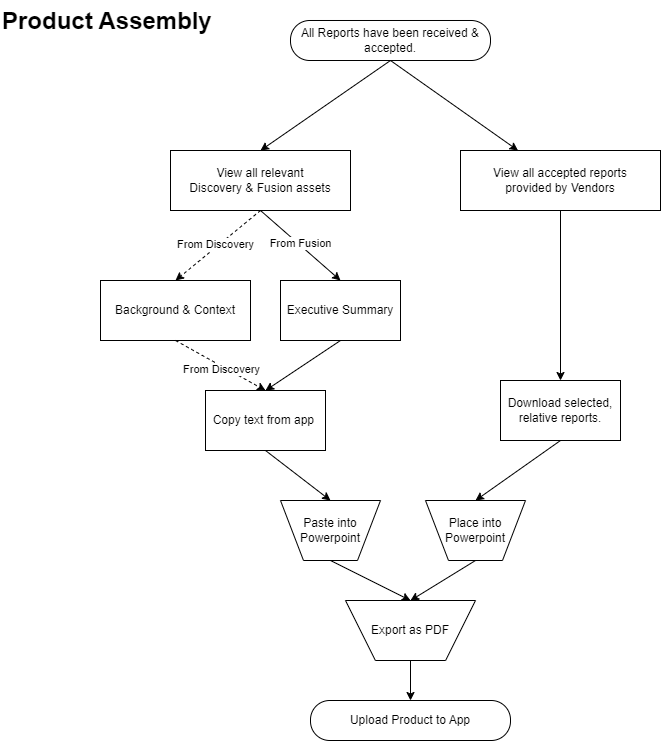 Product Assembly
All Reports have been received &
accepted.
View all relevant
Discovery & Fusion assets
View all accepted reports
provided by Vendors
From Discovery
From Fusion
Background & Context
Executive Summary
From Discovery
Copy text from app
Download selected,
relative reports.
Paste into
Powerpoint
Place into
Powerpoint
Export as PDF
Upload Product to App